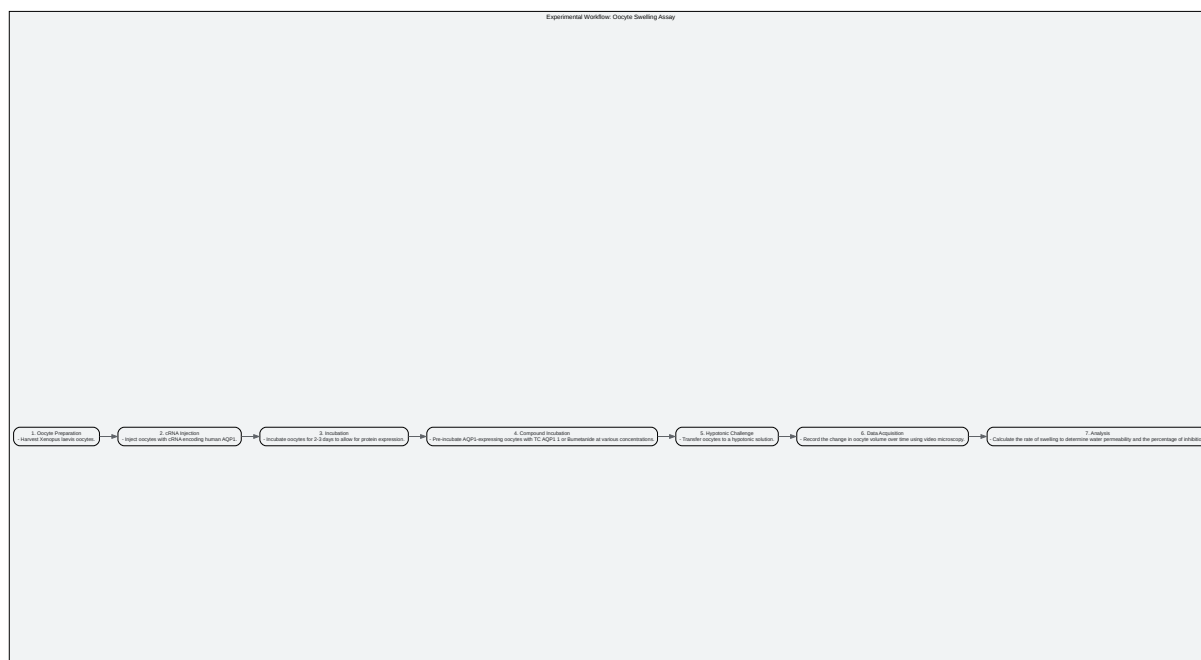 Experimental Workflow: Oocyte Swelling Assay
1. Oocyte Preparation
- Harvest Xenopus laevis oocytes.
2. cRNA Injection
- Inject oocytes with cRNA encoding human AQP1.
3. Incubation
- Incubate oocytes for 2-3 days to allow for protein expression.
4. Compound Incubation
- Pre-incubate AQP1-expressing oocytes with TC AQP1 1 or Bumetanide at various concentrations.
5. Hypotonic Challenge
- Transfer oocytes to a hypotonic solution.
6. Data Acquisition
- Record the change in oocyte volume over time using video microscopy.
7. Analysis
- Calculate the rate of swelling to determine water permeability and the percentage of